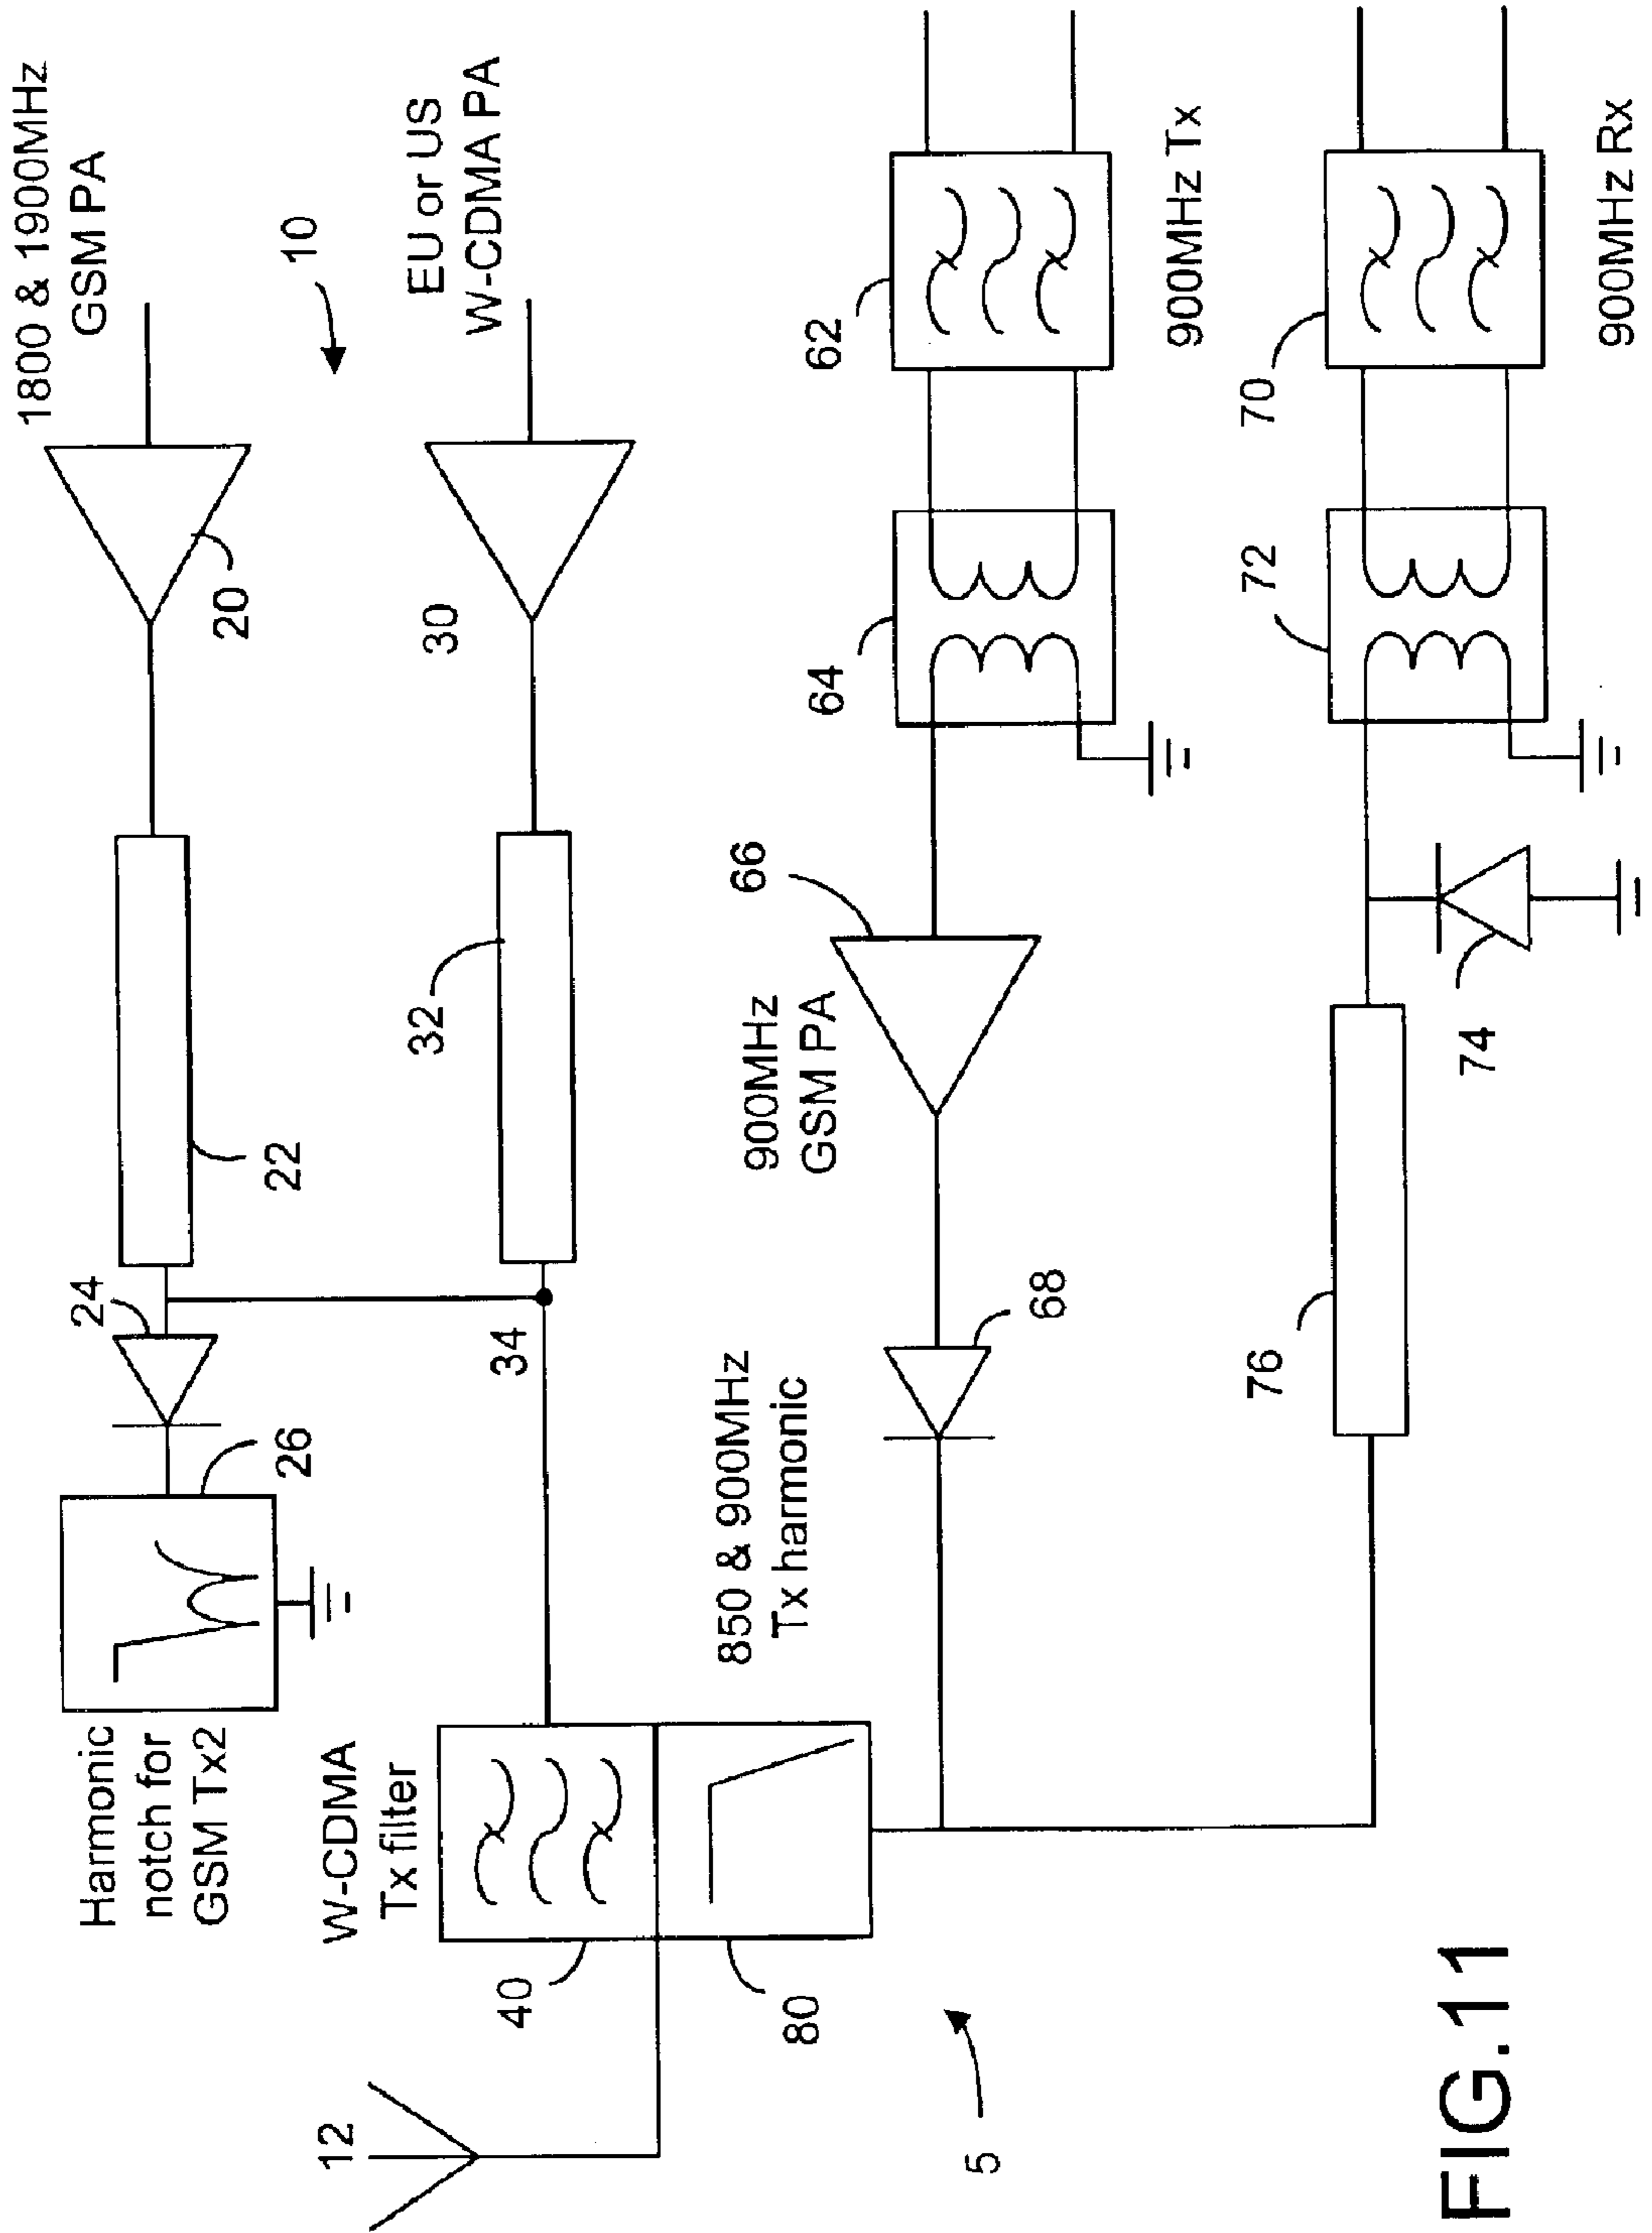 1800 & 1900MHz
GSM PA
10
EU or US
W-CDMA PA
20
30
22
32
24
34
26
Harmonic
notch for
GSM Tx2
W-CDMA
Tx filter
40
80
12
5
850 & 900MHz
Tx harmonic
68
900MHz
GSM PA
66
64
62
900MHz Tx
76
74
72
70
900MHz Rx
FIG.11